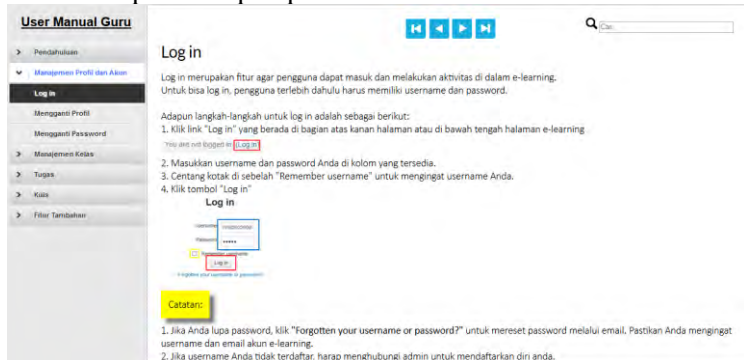 User Manual Guru
Cari...
Pendahuluan
Manajemen Profil dan Akun
Log in
Mengganti Profil
Mengganti Password
Manajemen Kelas
Tugas
Kuis
Fitur Tambahan
Log in
Log in merupakan fitur agar pengguna dapat masuk dan melakukan aktivitas di dalam e-learning.
Untuk bisa log in, pengguna terlebih dahulu harus memiliki username dan password.
Adapun langkah-langkah untuk log in adalah sebagai berikut:
1. Klik link "Log in" yang berada di bagian atas kanan halaman atau di bawah tengah halaman e-learning
You are not logged in (Log in)
2. Masukkan username dan password Anda di kolom yang tersedia.
3. Centang kotak di sebelah "Remember username" untuk mengingat username Anda.
4. Klik tombol "Log in"
Log in
Username
Password
Remember username
Log in
Forgotten your username or password?
Catatan:
1. Jika Anda lupa password, klik "Forgotten your username or password?" untuk mereset password melalui email. Pastikan Anda mengingat
username dan email akun e-learning.
2. Jika username Anda tidak terdaftar, harap menghubungi admin untuk mendaftarkan diri anda.